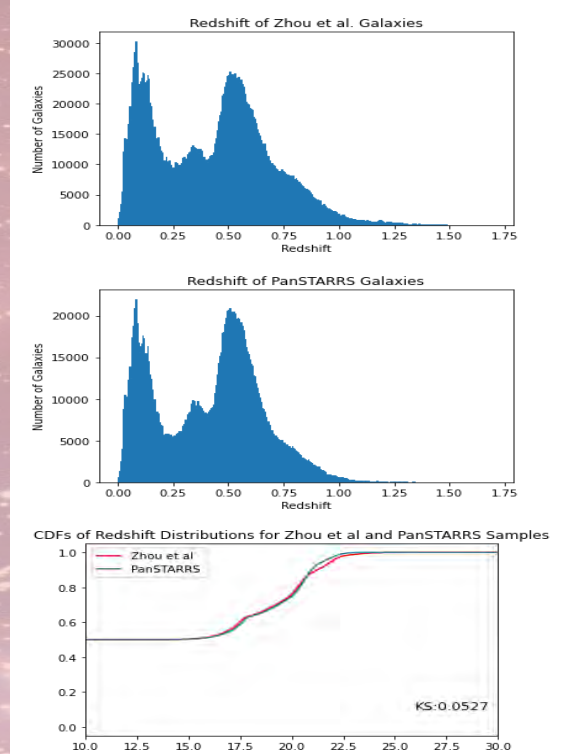 Redshift of Zhou et al. Galaxies
Number of Galaxies
30000
25000
20000
15000
10000
5000
0
0.00 0.25 0.50 0.75 1.00 1.25 1.50 1.75
Redshift
Redshift of PanSTARRS Galaxies
Number of Galaxies
20000
15000
10000
5000
0
0.00 0.25 0.50 0.75 1.00 1.25 1.50 1.75
Redshift
CDFs of Redshift Distributions for Zhou et al and PanSTARRS Samples
1.0
0.8
0.6
0.4
0.2
0.0
Zhou et al
PanSTARRS
KS:0.0527
10.0 12.5 15.0 17.5 20.0 22.5 25.0 27.5 30.0